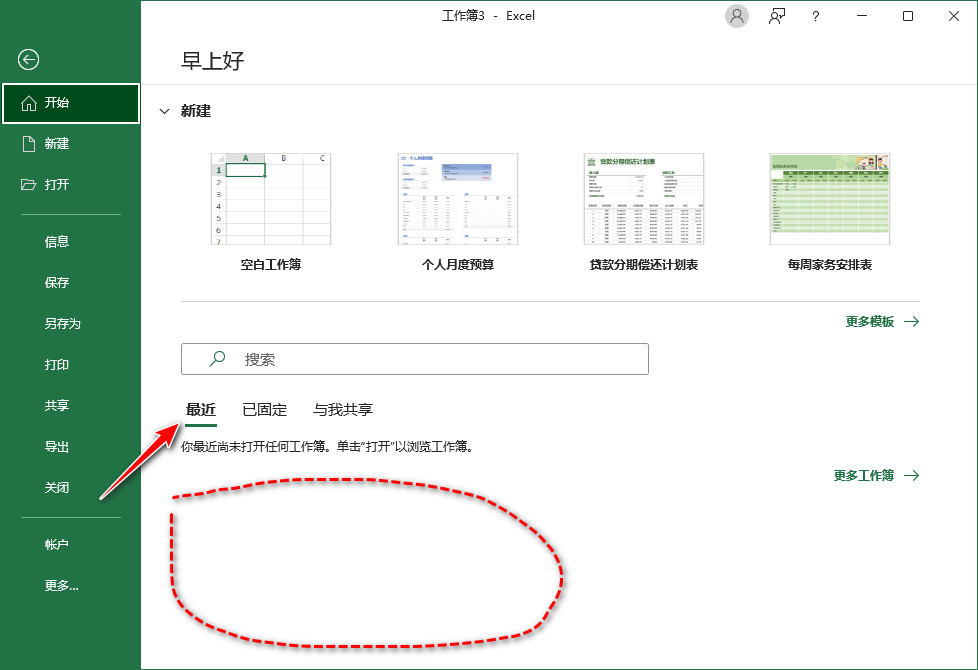 工作簿3 - Excel
?
早上好
开始
新建
打开
信息
保存
另存为
打印
共享
导出
关闭
帐户
更多...
新建
A B C
1
2
3
4
5
6
7
个人月度预算
贷款分期偿还计划表
空白工作簿
个人月度预算
贷款分期偿还计划表
每周家务安排表
更多模板
搜索
最近 已固定 与我共享
你最近尚未打开任何工作簿。单击"打开"以浏览工作簿。
更多工作簿